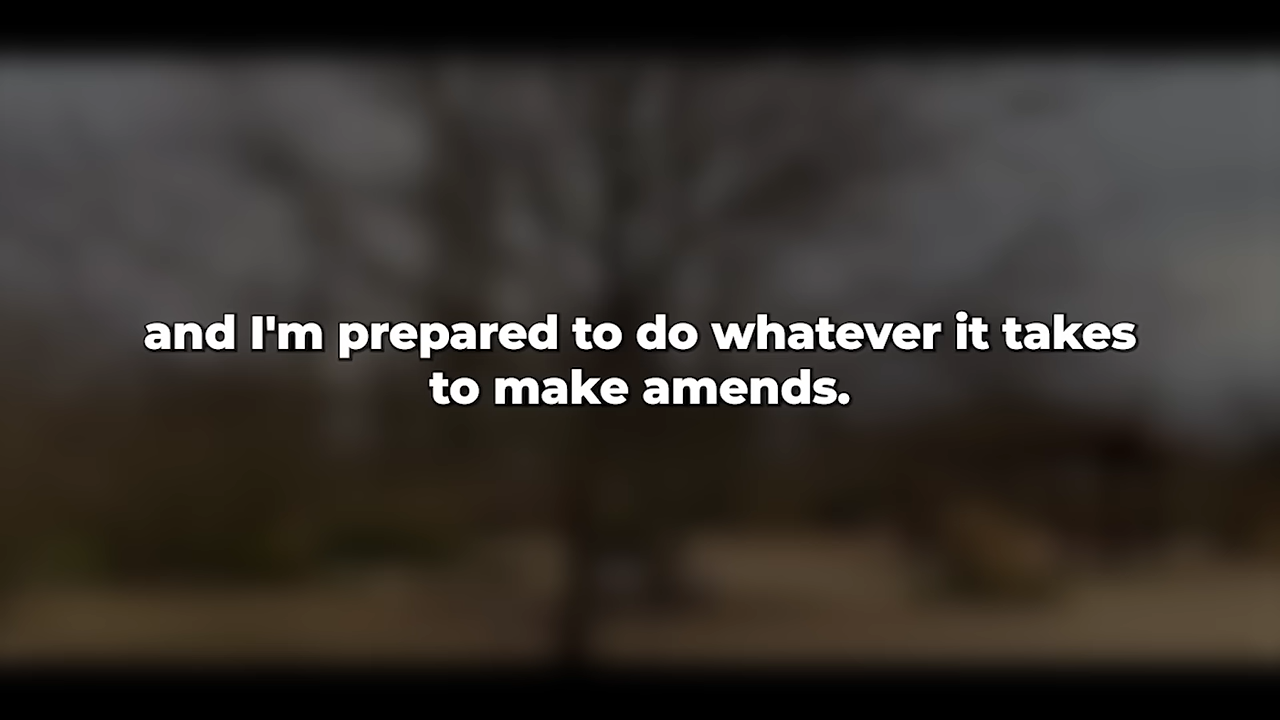 and I'm prepared to do whatever it takes
to make amends.